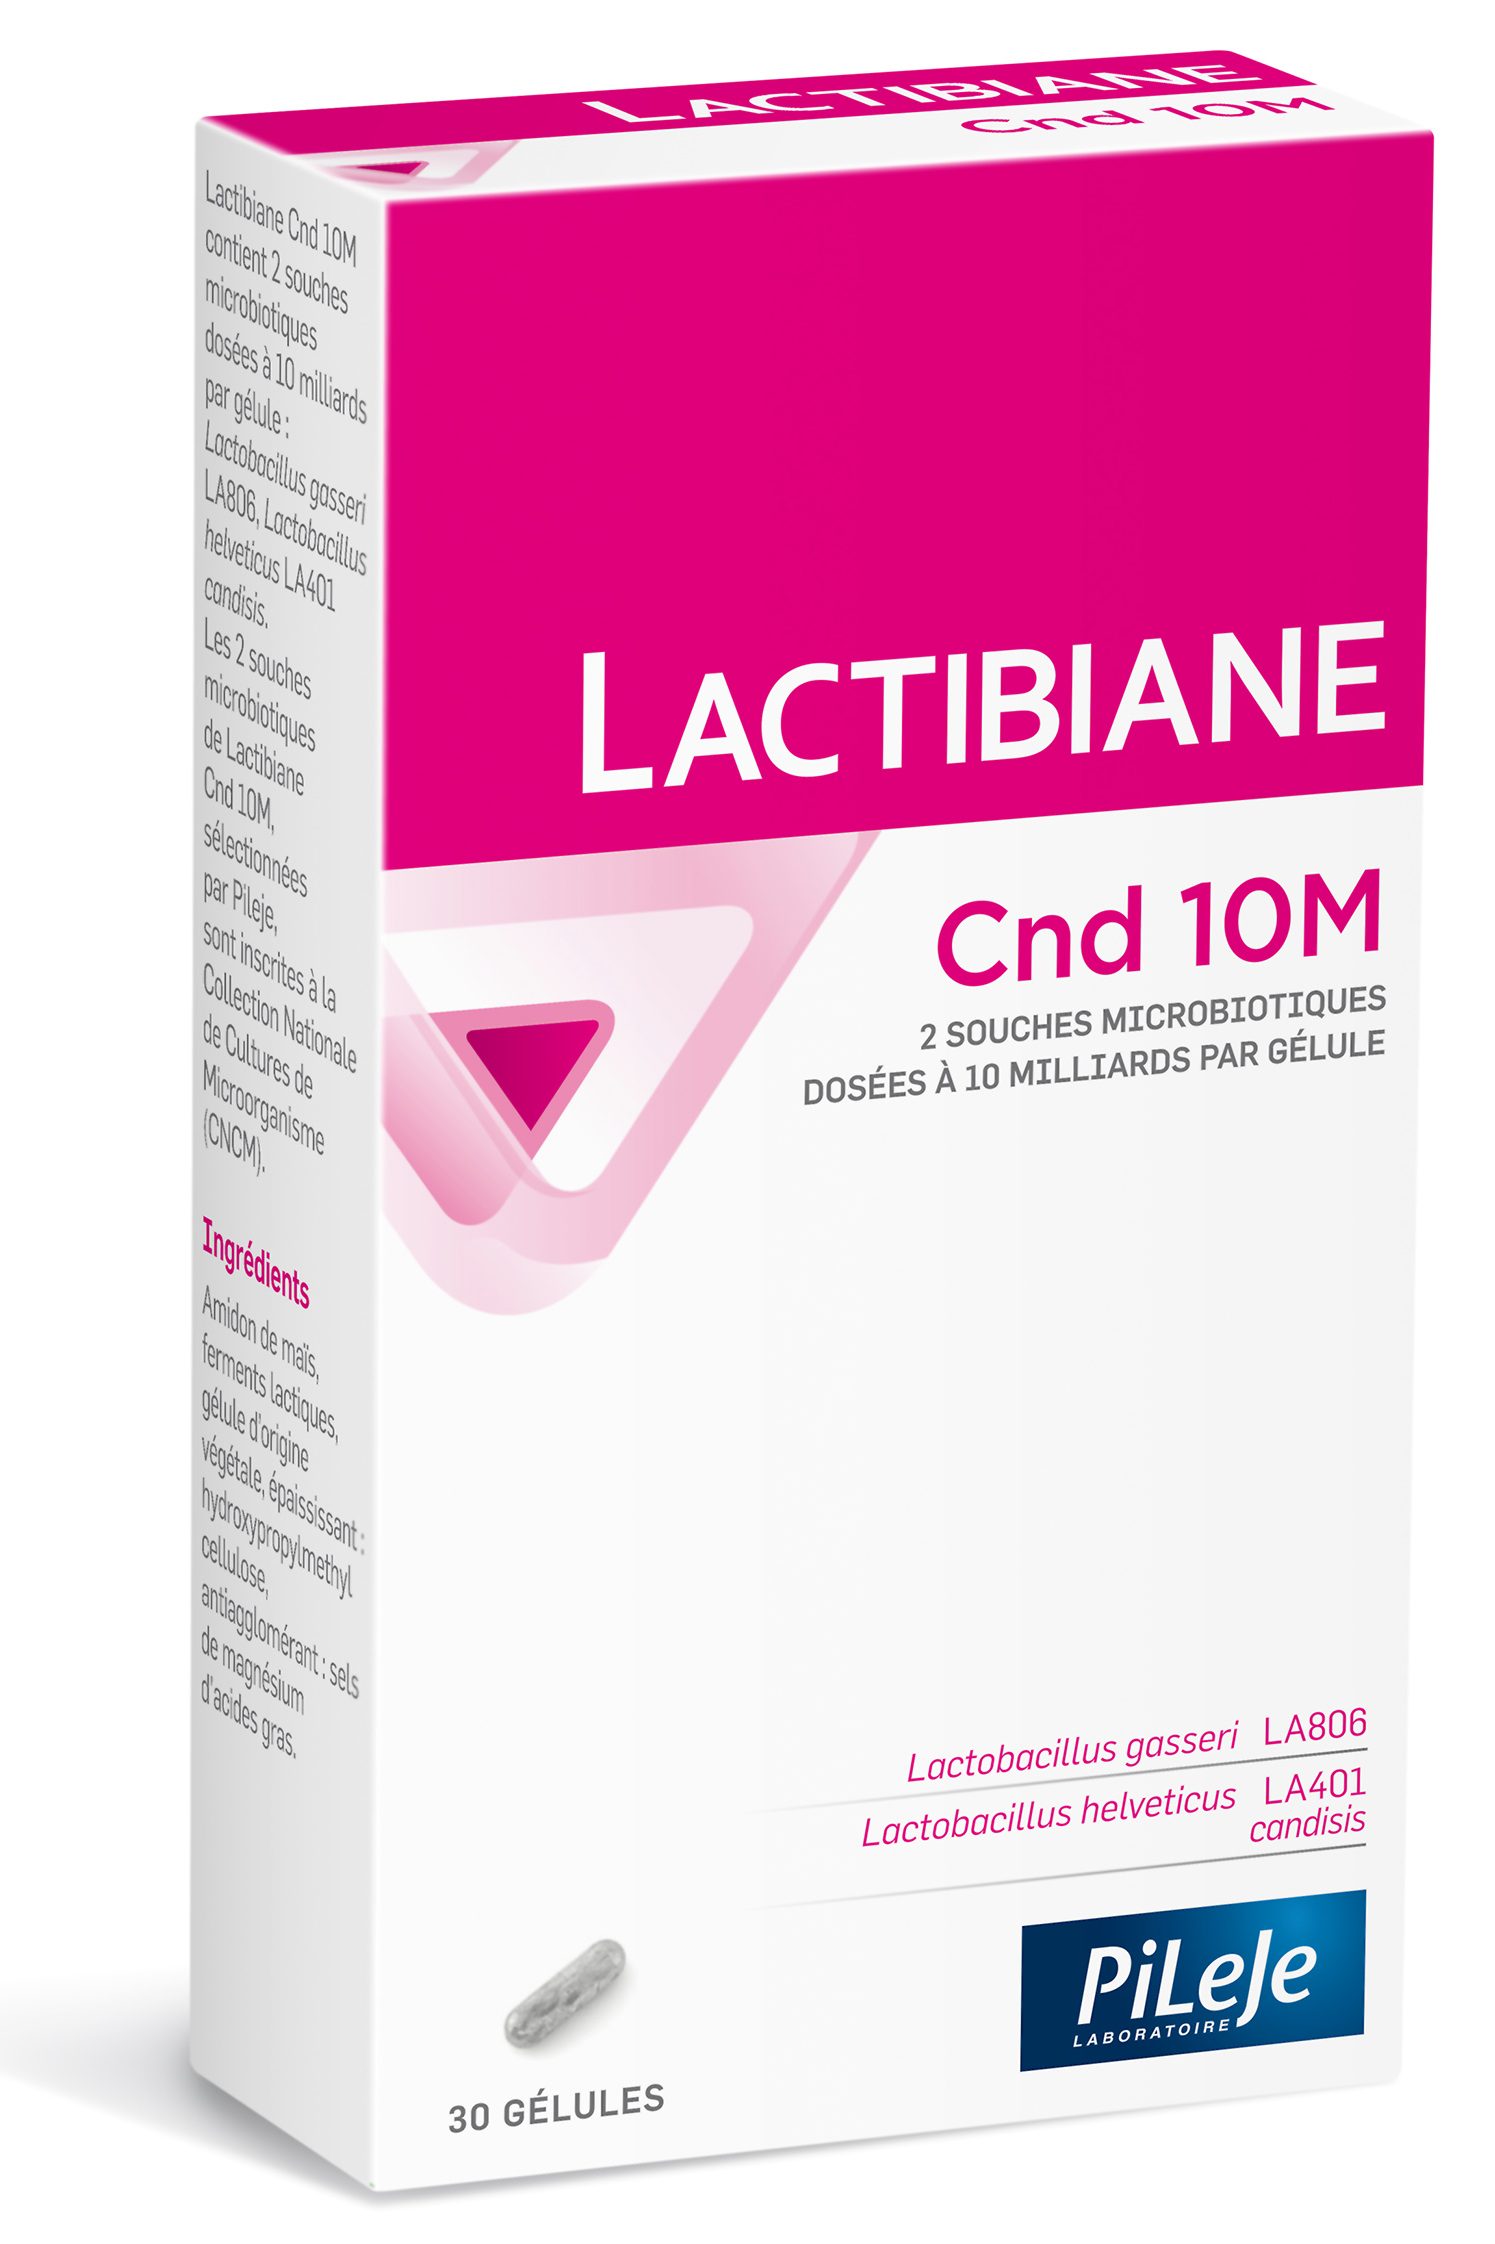 LACTIBIANE
Cnd 10M
Lactibiane Cnd 10M
contient 2 souches
microbiotiques
dosées à 10 milliards
par gélule :
Lactobacillus gasseri
LA806, Lactobacillus
helveticus LA401
candisis.
Les 2 souches
microbiotiques
de Lactibiane
Cnd 10M,
sélectionnées
par Pileje,
sont inscrites à la
Collection Nationale
de Cultures de
Microorganisme
(CNCM).
Ingrédients
Amidon de maïs,
ferments lactiques,
gélule d'origine
végétale, épaississant :
hydroxypropylmethyl
cellulose,
antiagglomérant : sels
de magnésium
d'acides gras.
LACTIBIANE
Cnd 10M
2 SOUCHES MICROBIOTIQUES
DOSÉES À 10 MILLIARDS PAR GÉLULE
Lactobacillus gasseri LA806
Lactobacillus helveticus LA401
candisis
PiLeJe
LABORATOIRE
30 GÉLULES